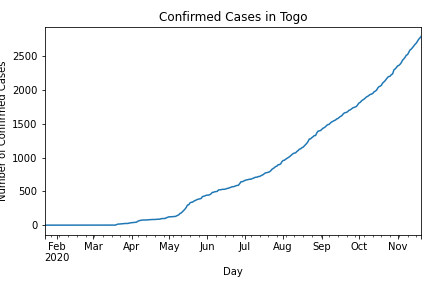 Confirmed Cases in Togo
Number of Confirmed Cases
2500
2000
1500
1000
500
0
Feb Mar Apr May Jun Jul Aug Sep Oct Nov
2020
Day